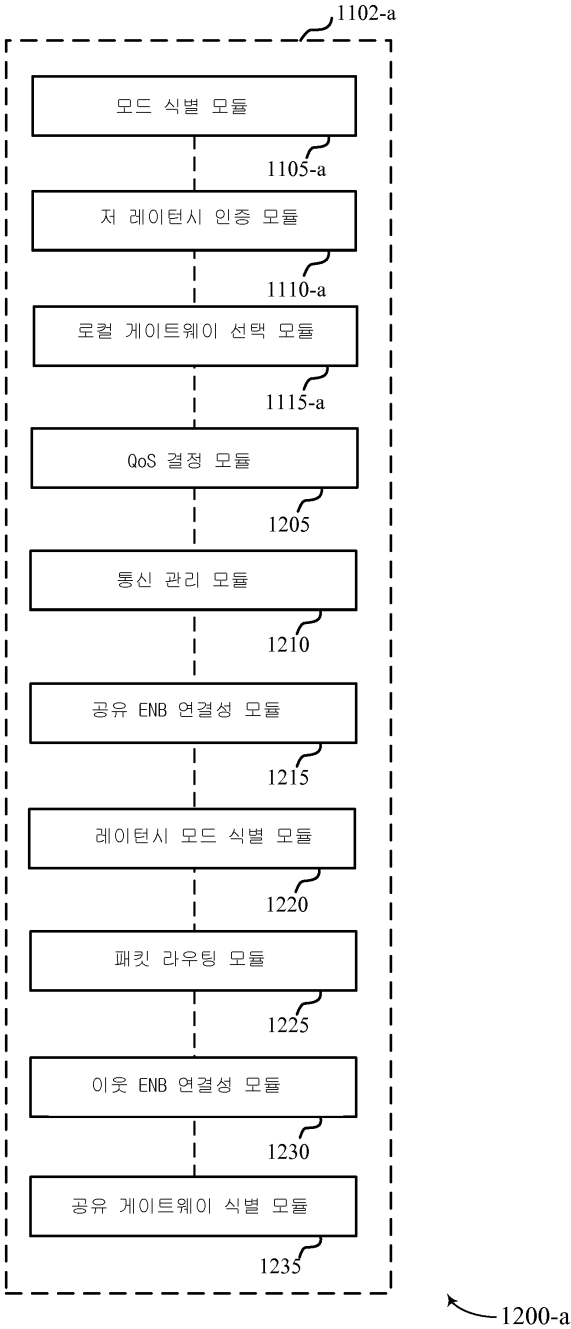 1102-a
모드 식별 모듈
1105-a
저 레이턴시 인증 모듈
1110-a
로컬 게이트웨이 선택 모듈
1115-a
QoS 결정 모듈
1205
통신 관리 모듈
1210
공유 ENB 연결성 모듈
1215
레이턴시 모드 식별 모듈
1220
패킷 라우팅 모듈
1225
이웃 ENB 연결성 모듈
1230
공유 게이트웨이 식별 모듈
1235
1200-a